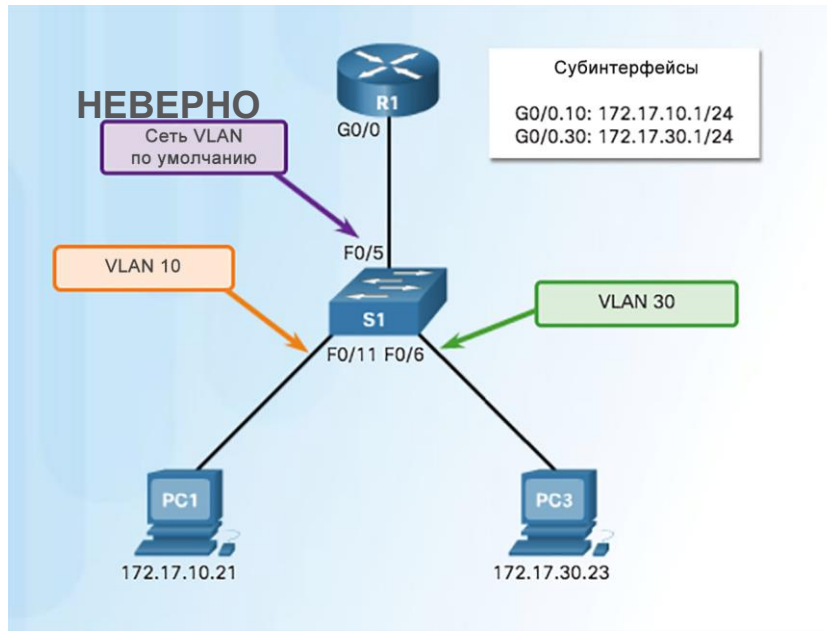 НЕВЕРНО
Сеть VLAN
по умолчанию
R1
G0/0
Субинтерфейсы
G0/0.10: 172.17.10.1/24
G0/0.30: 172.17.30.1/24
F0/5
VLAN 10
VLAN 30
S1
F0/11 F0/6
PC1
PC3
172.17.10.21
172.17.30.23